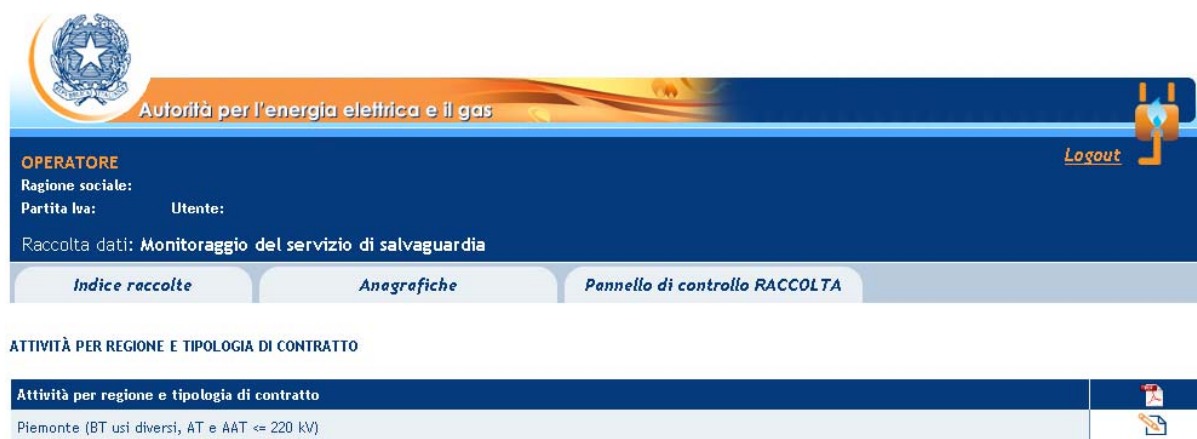 Autorità per l'energia elettrica e il gas
Logout
OPERATORE
Ragione sociale:
Partita Iva: Utente:
Raccolta dati: Monitoraggio del servizio di salvaguardia
Indice raccolte Anagrafiche Pannello di controllo RACCOLTA
ATTIVITÀ PER REGIONE E TIPOLOGIA DI CONTRATTO
Attività per regione e tipologia di contratto
Piemonte (BT usi diversi, AT e AAT <= 220 kV)